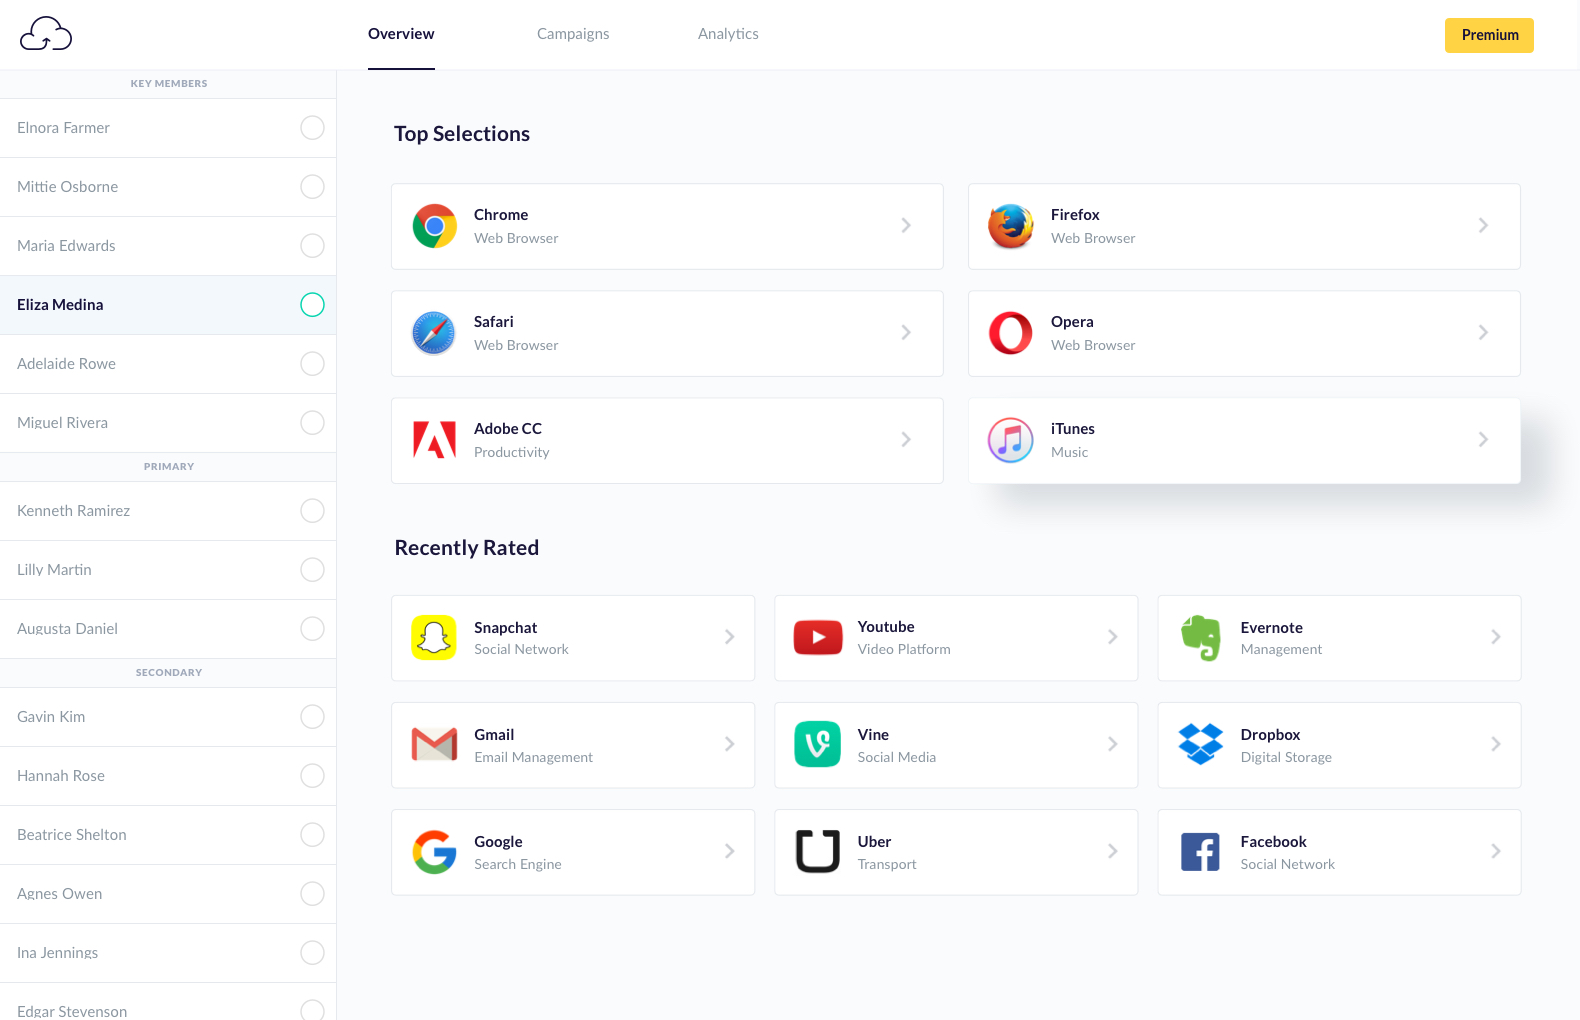 Overview
Campaigns
Analytics
Premium
KEY MEMBERS
Elnora Farmer
Mittie Osborne
Maria Edwards
Eliza Medina
Adelaide Rowe
Miguel Rivera
PRIMARY
Kenneth Ramirez
Lilly Martin
Augusta Daniel
SECONDARY
Gavin Kim
Hannah Rose
Beatrice Shelton
Agnes Owen
Ina Jennings
Edgar Stevenson
Top Selections
Chrome
Web Browser
Firefox
Web Browser
Safari
Web Browser
Opera
Web Browser
Adobe CC
Productivity
iTunes
Music
Recently Rated
Snapchat
Social Network
Youtube
Video Platform
Evernote
Management
Gmail
Email Management
Vine
Social Media
Dropbox
Digital Storage
Google
Search Engine
Uber
Transport
Facebook
Social Network